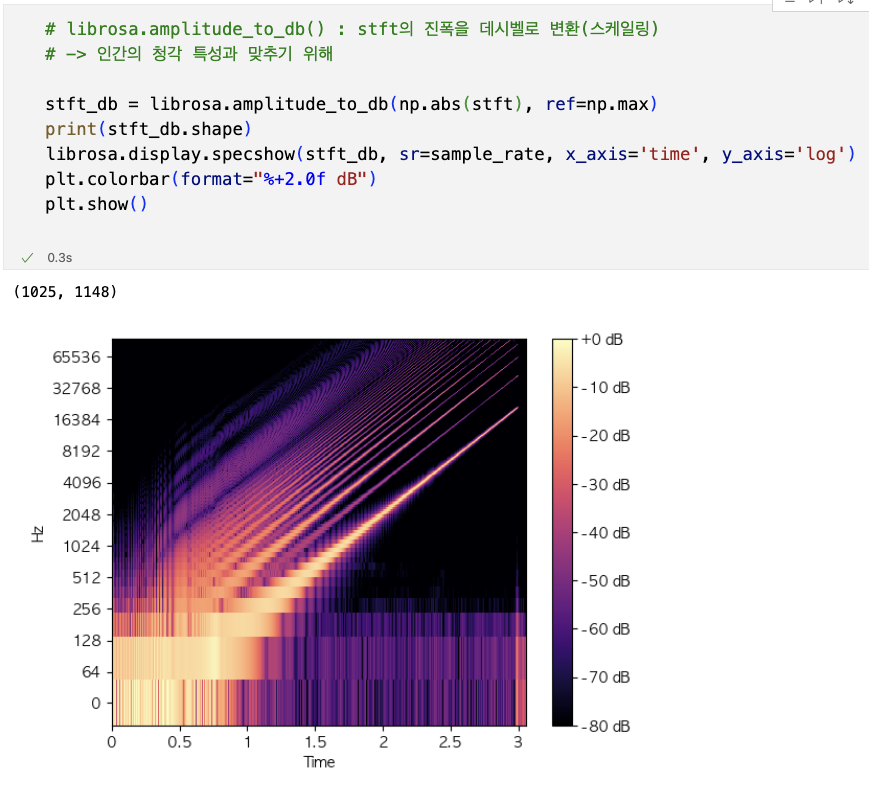 # librosa.amplitude_to_db() : stft의 진폭을 데시벨로 변환(스케일링)
# -> 인간의 청각 특성과 맞추기 위해
stft_db = librosa.amplitude_to_db(np.abs(stft), ref=np.max)
print(stft_db.shape)
librosa.display.specshow(stft_db, sr=sample_rate, x_axis='time', y_axis='log')
plt.colorbar(format="%+2.0f dB")
plt.show()
0.3s
(1025, 1148)
65536
32768
16384
8192
4096
2048
1024
512
256
128
64
0
Hz
0 0.5 1 1.5 2 2.5 3
Time
+0 dB
-10 dB
-20 dB
-30 dB
-40 dB
-50 dB
-60 dB
-70 dB
-80 dB